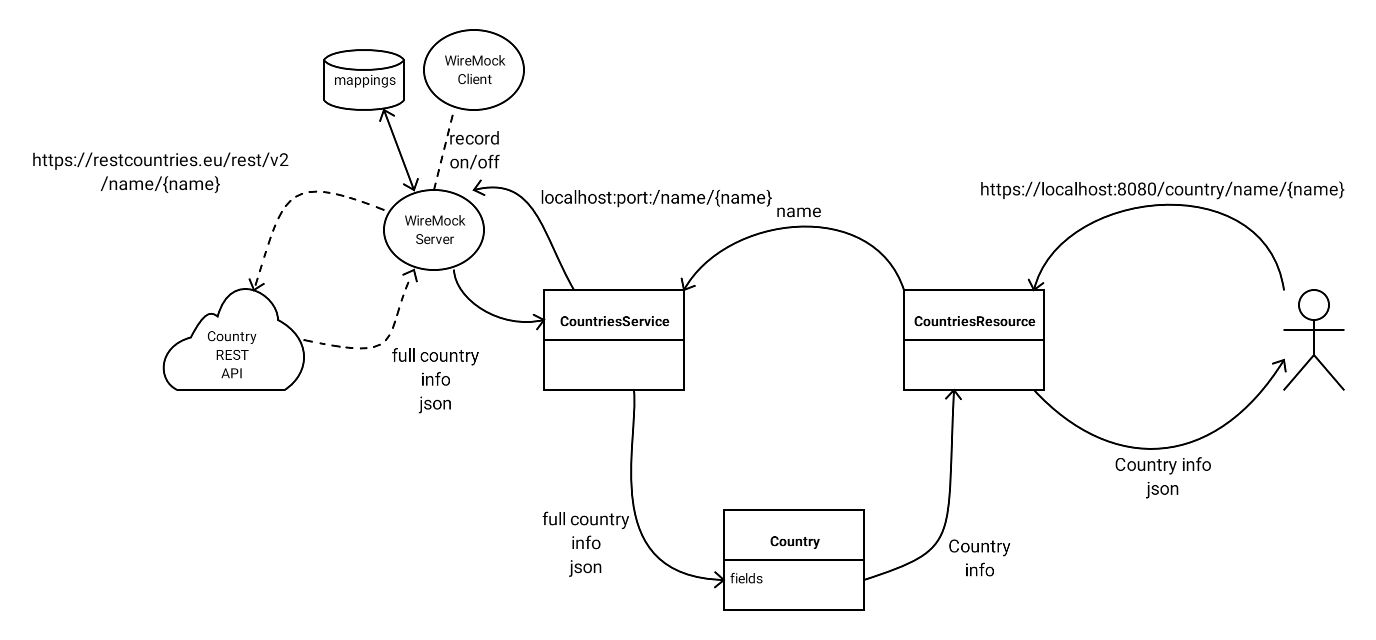 WireMock
Client
mappings
record
on/off
https://restcountries.eu/rest/v2
/name/{name}
localhost:port:/name/{name}
name
https://localhost:8080/country/name/{name}
WireMock
Server
CountriesService
CountriesResource
Country
REST
API
full country
info
json
Country info
json
full country
info
json
Country
fields
Country
info